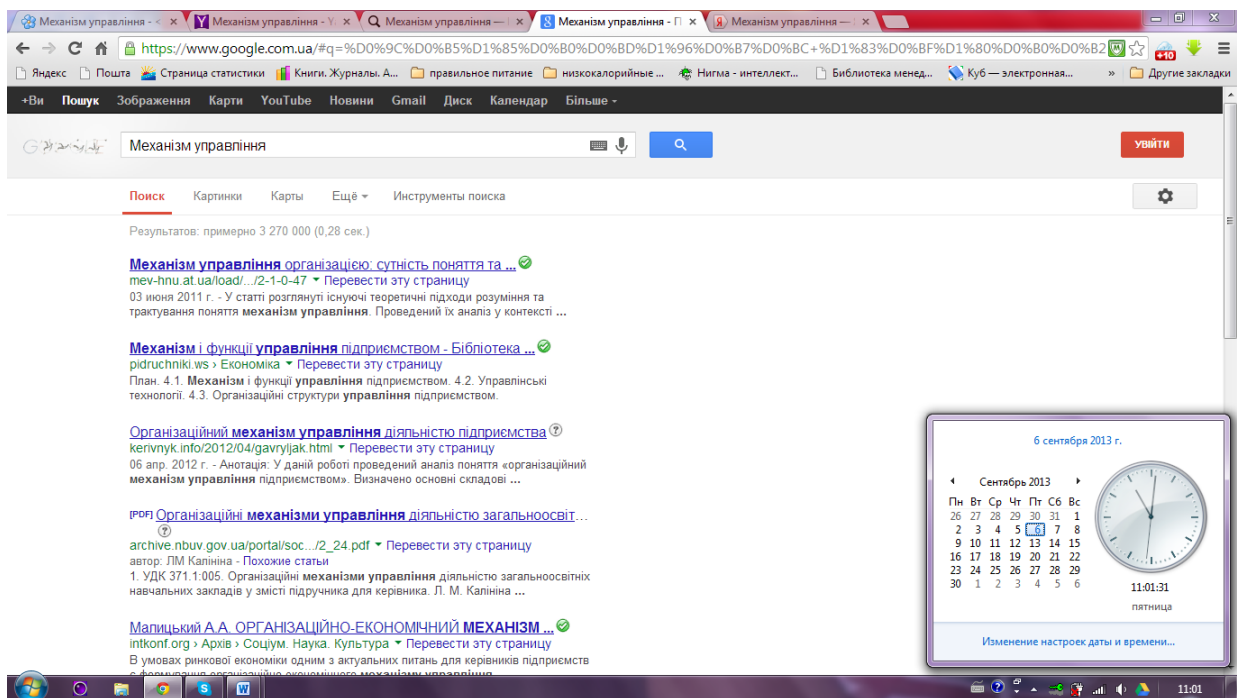 Механізм управління - <
Механізм управління - Yа
Механізм управління — |
Механізм управління - П
Механізм управління — |
https://www.google.com.ua/#q=%D0%9C%D0%B5%D1%85%D0%B0%D0%BD%D1%96%D0%B7%D0%BC+%D1%83%D0%BF%D1%80%D0%B0%D0%B2
+10
Яндекс Почта Страница статистики Книги. Журналы. А... правильное питание низкокалорийные ... Нигма - интеллект... Библиотека менед... Куб — электронная... » Другие закладки
+Ви Пошук Зображення Карти YouTube Новини Gmail Диск Календар Більше
Механізм управління
УВІЙТИ
Поиск Картинки Карты Ещё Инструменты поиска
Результатов: примерно 3 270 000 (0,28 сек.)
Механізм управління організацією: сутність поняття та ...
mev-hnu.at.ua/load/.../2-1-0-47 Перевести эту страницу
03 июня 2011 г. - У статті розглянуті існуючі теоретичні підходи розуміння та
трактування поняття механізм управління. Проведений їх аналіз у контексті ...
Механізм і функції управління підприємством - Бібліотека ...
pidruchniki.ws › Економіка Перевести эту страницу
План. 4.1. Механізм і функції управління підприємством. 4.2. Управлінські
технології. 4.3. Організаційні структури управління підприємством.
Організаційний механізм управління діяльністю підприємства
kerivnyk.info/2012/04/gavryljak.html Перевести эту страницу
06 апр. 2012 г. - Анотація: У даній роботі проведений аналіз поняття «організаційний
механізм управління підприємством». Визначено основні складові ...
[PDF] Організаційні механізми управління діяльністю загальноосвіт...
archive.nbuv.gov.ua/portal/soc.../2_24.pdf Перевести эту страницу
автор: ЛМ Калініна - Похожие статьи
1. УДК 371.1:005. Організаційні механізми управління діяльністю загальноосвітніх
навчальних закладів у змісті підручника для керівника. Л. М. Калініна ...
Малицький А.А. ОРГАНІЗАЦІЙНО-ЕКОНОМІЧНИЙ МЕХАНІЗМ ...
intkonf.org › Архів › Соціум. Наука. Культура Перевести эту страницу
В умовах ринкової економіки одним з актуальних питань для керівників підприємств
є формування організаційно економічного механізму управління
6 сентября 2013 г.
Сентябрь 2013
Пн Вт Ср Чт Пт Сб Вс
26 27 28 29 30 31 1
2 3 4 5 6 7 8
9 10 11 12 13 14 15
16 17 18 19 20 21 22
23 24 25 26 27 28 29
30 1 2 3 4 5 6
11:01:31
пятница
Изменение настроек даты и времени...
11:01